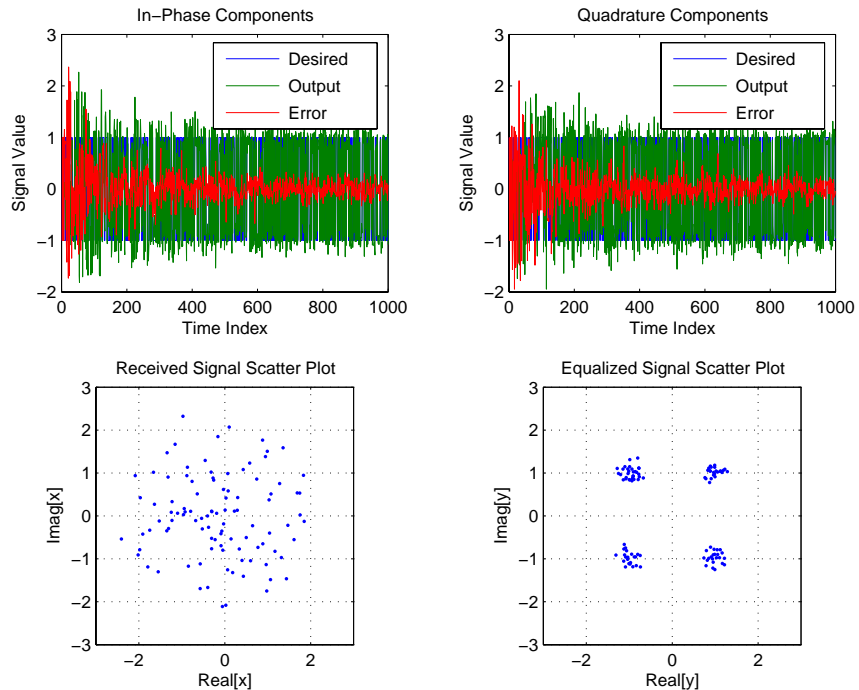 In−Phase Components
3
2
1
0
−1
−2
Signal Value
Desired
Output
Error
0
200
400
600
800
1000
Time Index
Quadrature Components
3
2
1
0
−1
−2
Signal Value
Desired
Output
Error
0
200
400
600
800
1000
Time Index
Received Signal Scatter Plot
3
2
1
0
−1
−2
−3
Imag[x]
−2
0
2
Real[x]
Equalized Signal Scatter Plot
3
2
1
0
−1
−2
−3
Imag[y]
−2
0
2
Real[y]